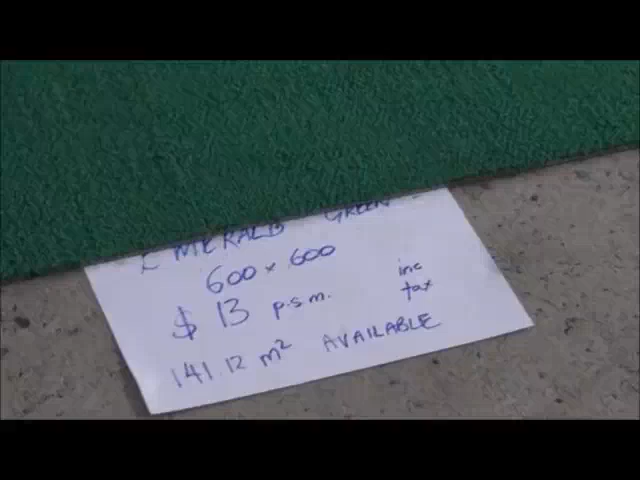 EMERALD GREEN
600 x 600
$ 13 p.s.m. inc tax
141.12 m² AVAILABLE